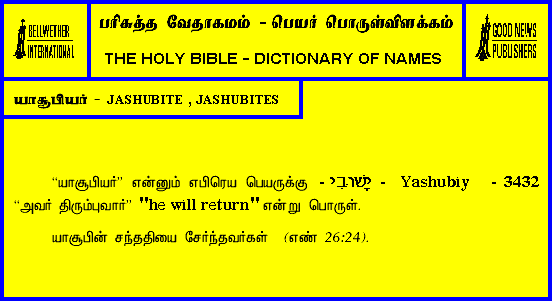 BELLWETHER
INTERNATIONAL
பரிசுத்த வேதாகமம் - பெயர் பொருள்விளக்கம்
THE HOLY BIBLE - DICTIONARY OF NAMES
GOOD NEWS
PUBLISHERS
யாசூபியர் - JASHUBITE , JASHUBITES
“யாசூபியர்” என்னும் எபிரெய பெயருக்கு - יָשׁוּבִי - Yashubiy - 3432
“அவர் திரும்புவார்” "he will return" என்று பொருள்.
யாசூபின் சந்ததியை சேர்ந்தவர்கள் (எண் 26:24).